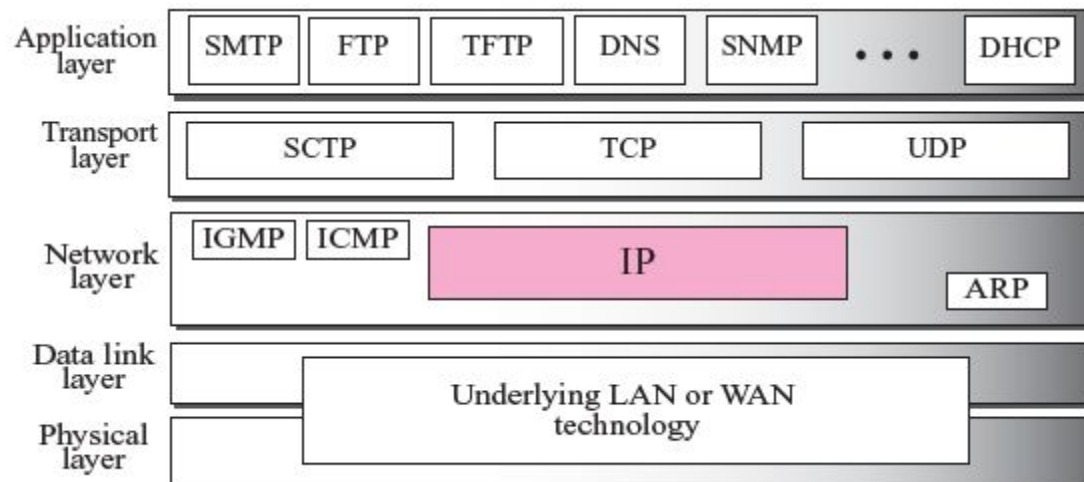 Application
layer
SMTP
FTP
TFTP
DNS
SNMP
• • •
DHCP
Transport
layer
SCTP
TCP
UDP
Network
layer
IGMP
ICMP
IP
ARP
Data link
layer
Underlying LAN or WAN
technology
Physical
layer